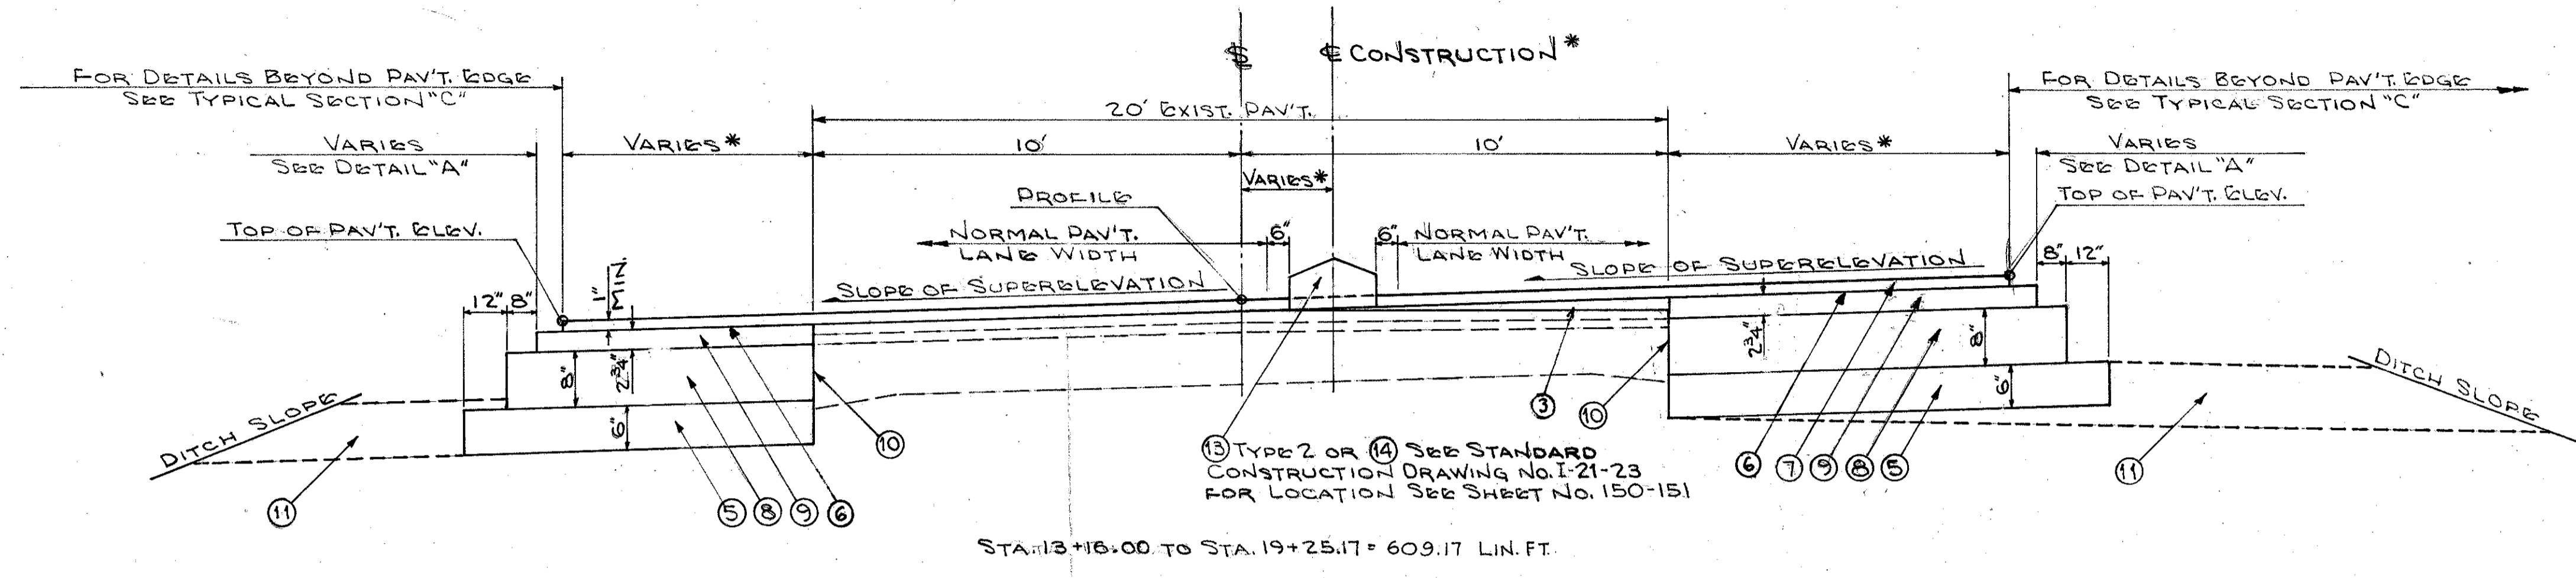 ℄ ℄ CONSTRUCTION*
FOR DETAILS BEYOND PAV'T. EDGE
SEE TYPICAL SECTION "C"
FOR DETAILS BEYOND PAV'T. EDGE
SEE TYPICAL SECTION "C"
20' EXIST. PAV'T.
VARIES
SEE DETAIL "A"
VARIES*
10'
10'
VARIES*
VARIES
SEE DETAIL "A"
VARIES*
PROFILE
TOP OF PAV'T. ELEV.
TOP OF PAV'T. ELEV.
NORMAL PAV'T.
LANE WIDTH
6"
6"
NORMAL PAV'T.
LANE WIDTH
SLOPE OF SUPERELEVATION
SLOPE OF SUPERELEVATION
8" 12"
12" 8"
1" MIN.
2¾"
8"
6"
2¾"
8"
6"
DITCH SLOPE
DITCH SLOPE
3
10
10
13 TYPE 2 OR 14 SEE STANDARD
CONSTRUCTION DRAWING NO. I-21-23
FOR LOCATION SEE SHEET NO. 150-151
11
5 8 9 6
6 7 9 8 5
11
STA. 13+16.00 TO STA. 19+25.17 = 609.17 LIN. FT.